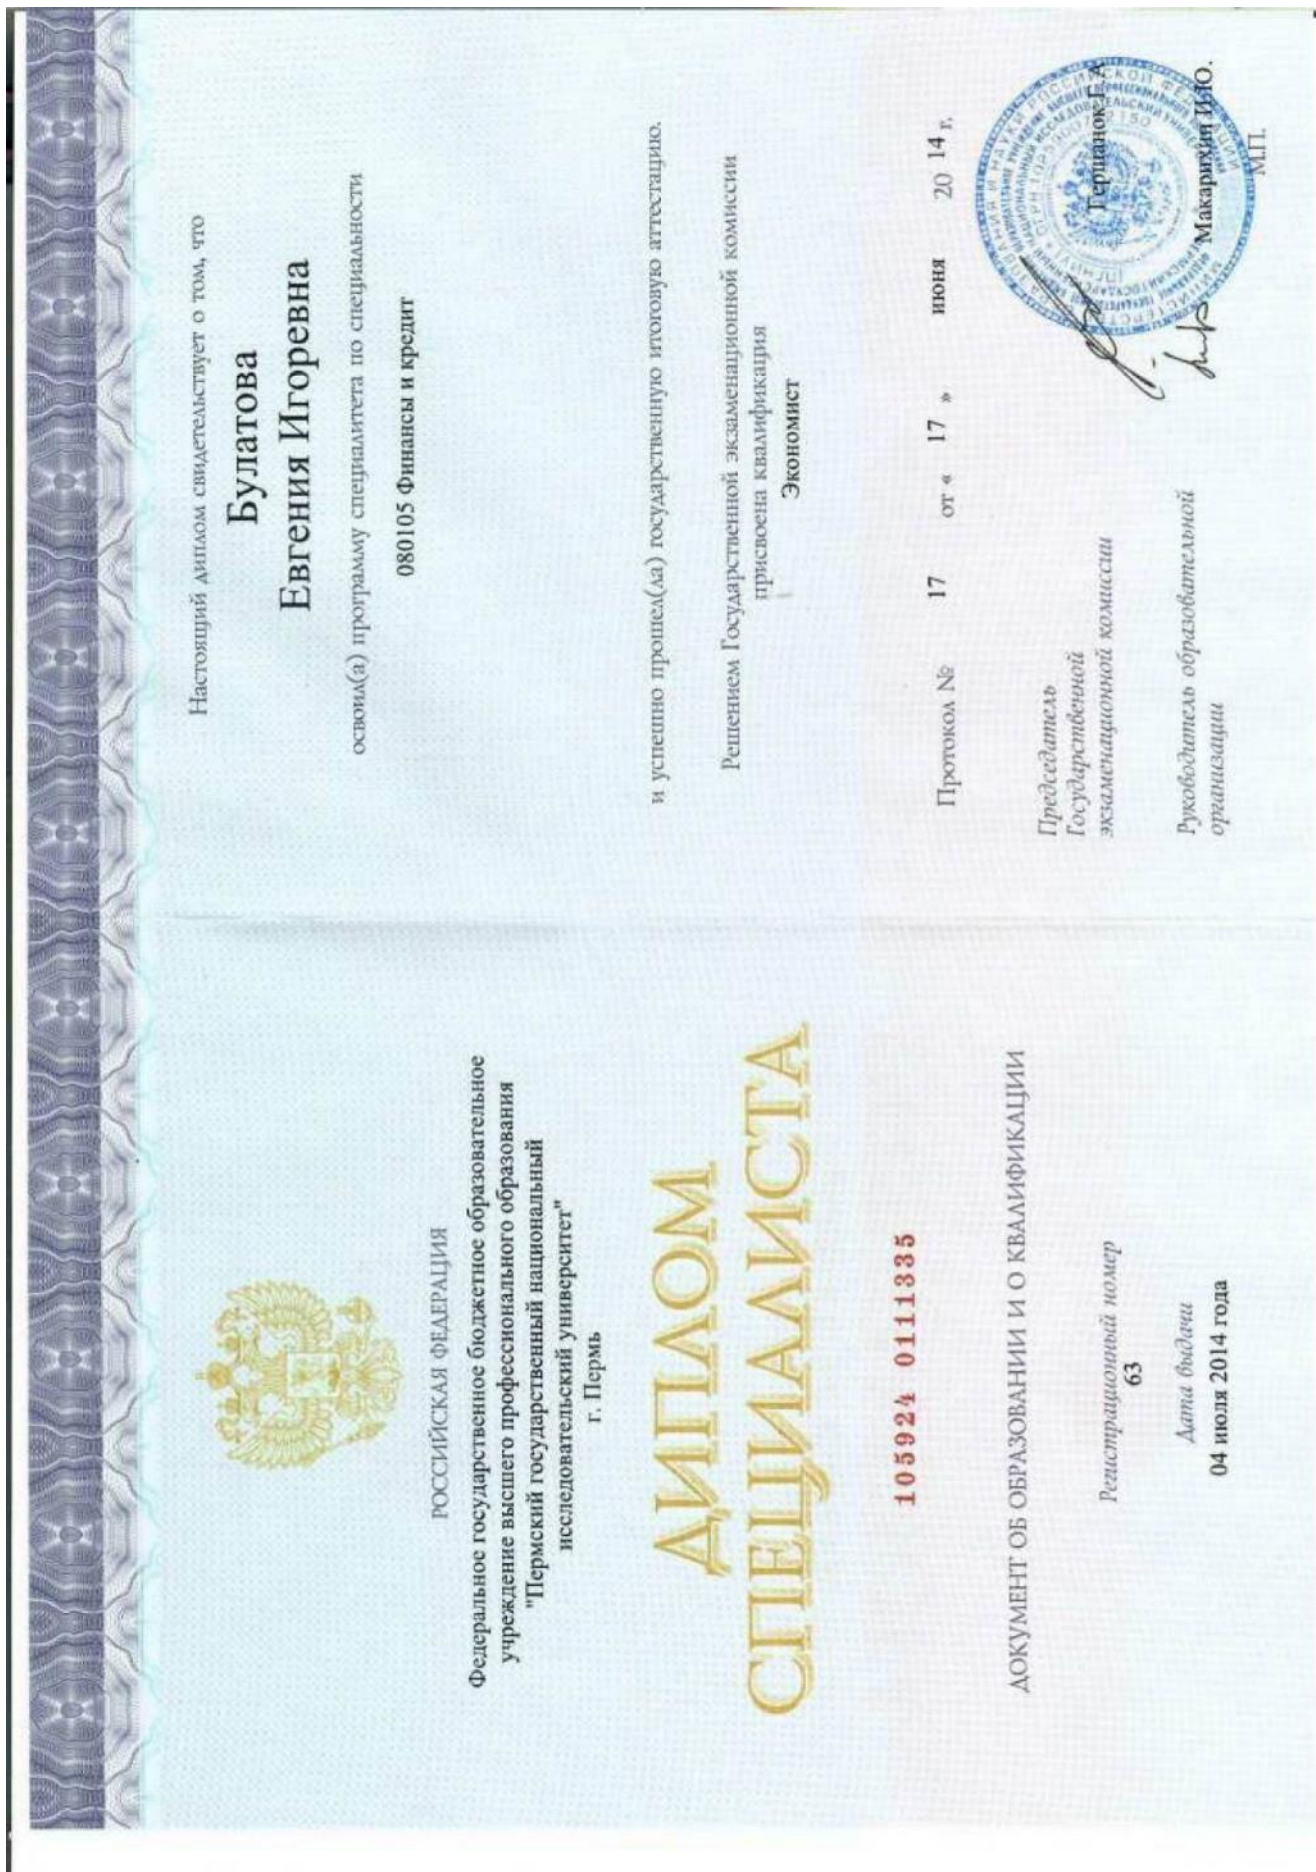 РОССИЙСКАЯ ФЕДЕРАЦИЯ
Федеральное государственное бюджетное образовательное
учреждение высшего профессионального образования
"Пермский государственный национальный
исследовательский университет"
г. Пермь
ДИПЛОМ
СПЕЦИАЛИСТА
105924 0111335
ДОКУМЕНТ ОБ ОБРАЗОВАНИИ И О КВАЛИФИКАЦИИ
Регистрационный номер
63
Дата выдачи
04 июля 2014 года
Настоящий диплом свидетельствует о том, что
Булатова
Евгения Игоревна
освоил(а) программу специалитета по специальности
080105 Финансы и кредит
и успешно прошел(ла) государственную итоговую аттестацию.
Решением Государственной экзаменационной комиссии
присвоена квалификация
Экономист
Протокол № 17 от « 17 » июня 20 14 г.
Председатель
Государственной
экзаменационной комиссии
Гершанок Г.А
Руководитель образовательной
организации
Макарихин И.Ю.
М.П.